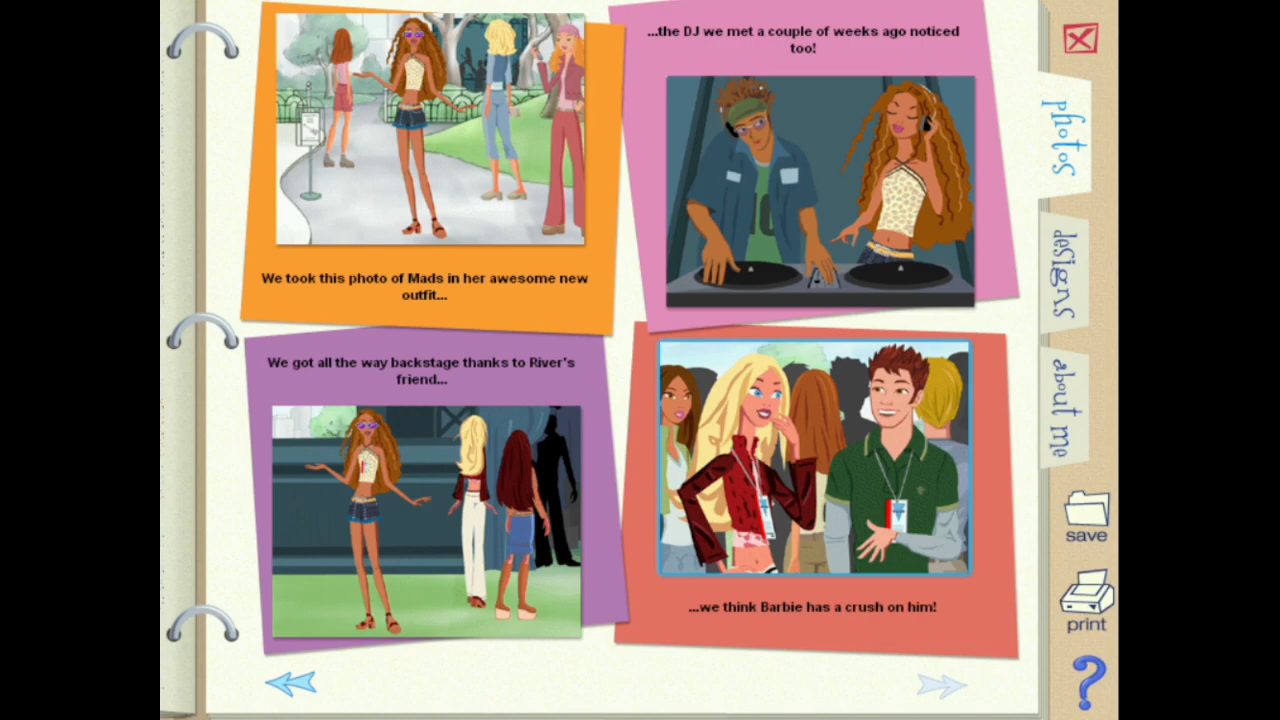 We took this photo of Mads in her awesome new
outfit...
...the DJ we met a couple of weeks ago noticed
too!
We got all the way backstage thanks to River's
friend...
...we think Barbie has a crush on him!
photos
designs
about me
save
print
?